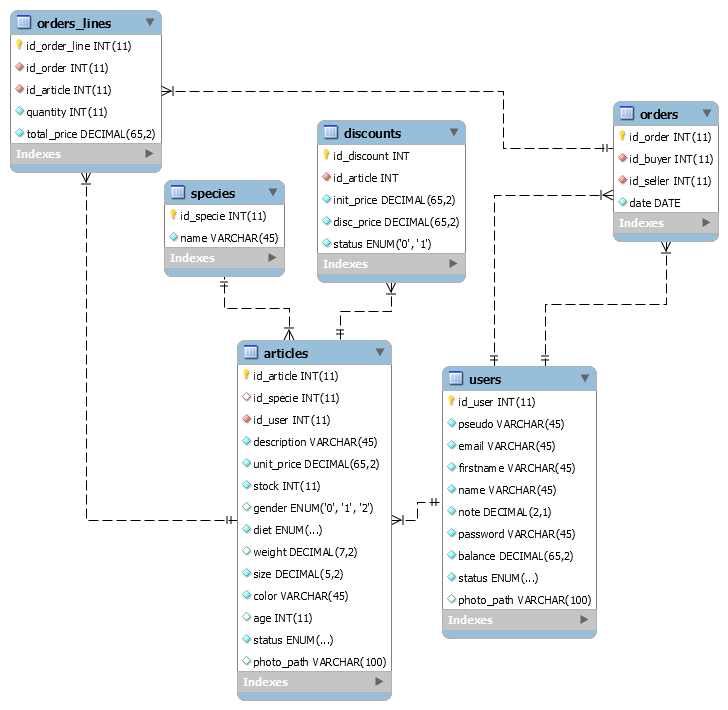 orders_lines
id_order_line INT(11)
id_order INT(11)
id_article INT(11)
quantity INT(11)
total_price DECIMAL(65,2)
Indexes
species
id_specie INT(11)
name VARCHAR(45)
Indexes
discounts
id_discount INT
id_article INT
init_price DECIMAL(65,2)
disc_price DECIMAL(65,2)
status ENUM('0', '1')
Indexes
orders
id_order INT(11)
id_buyer INT(11)
id_seller INT(11)
date DATE
Indexes
articles
id_article INT(11)
id_specie INT(11)
id_user INT(11)
description VARCHAR(45)
unit_price DECIMAL(65,2)
stock INT(11)
gender ENUM('0', '1', '2')
diet ENUM(...)
weight DECIMAL(7,2)
size DECIMAL(5,2)
color VARCHAR(45)
age INT(11)
status ENUM(...)
photo_path VARCHAR(100)
Indexes
users
id_user INT(11)
pseudo VARCHAR(45)
email VARCHAR(45)
firstname VARCHAR(45)
name VARCHAR(45)
note DECIMAL(2,1)
password VARCHAR(45)
balance DECIMAL(65,2)
status ENUM(...)
photo_path VARCHAR(100)
Indexes